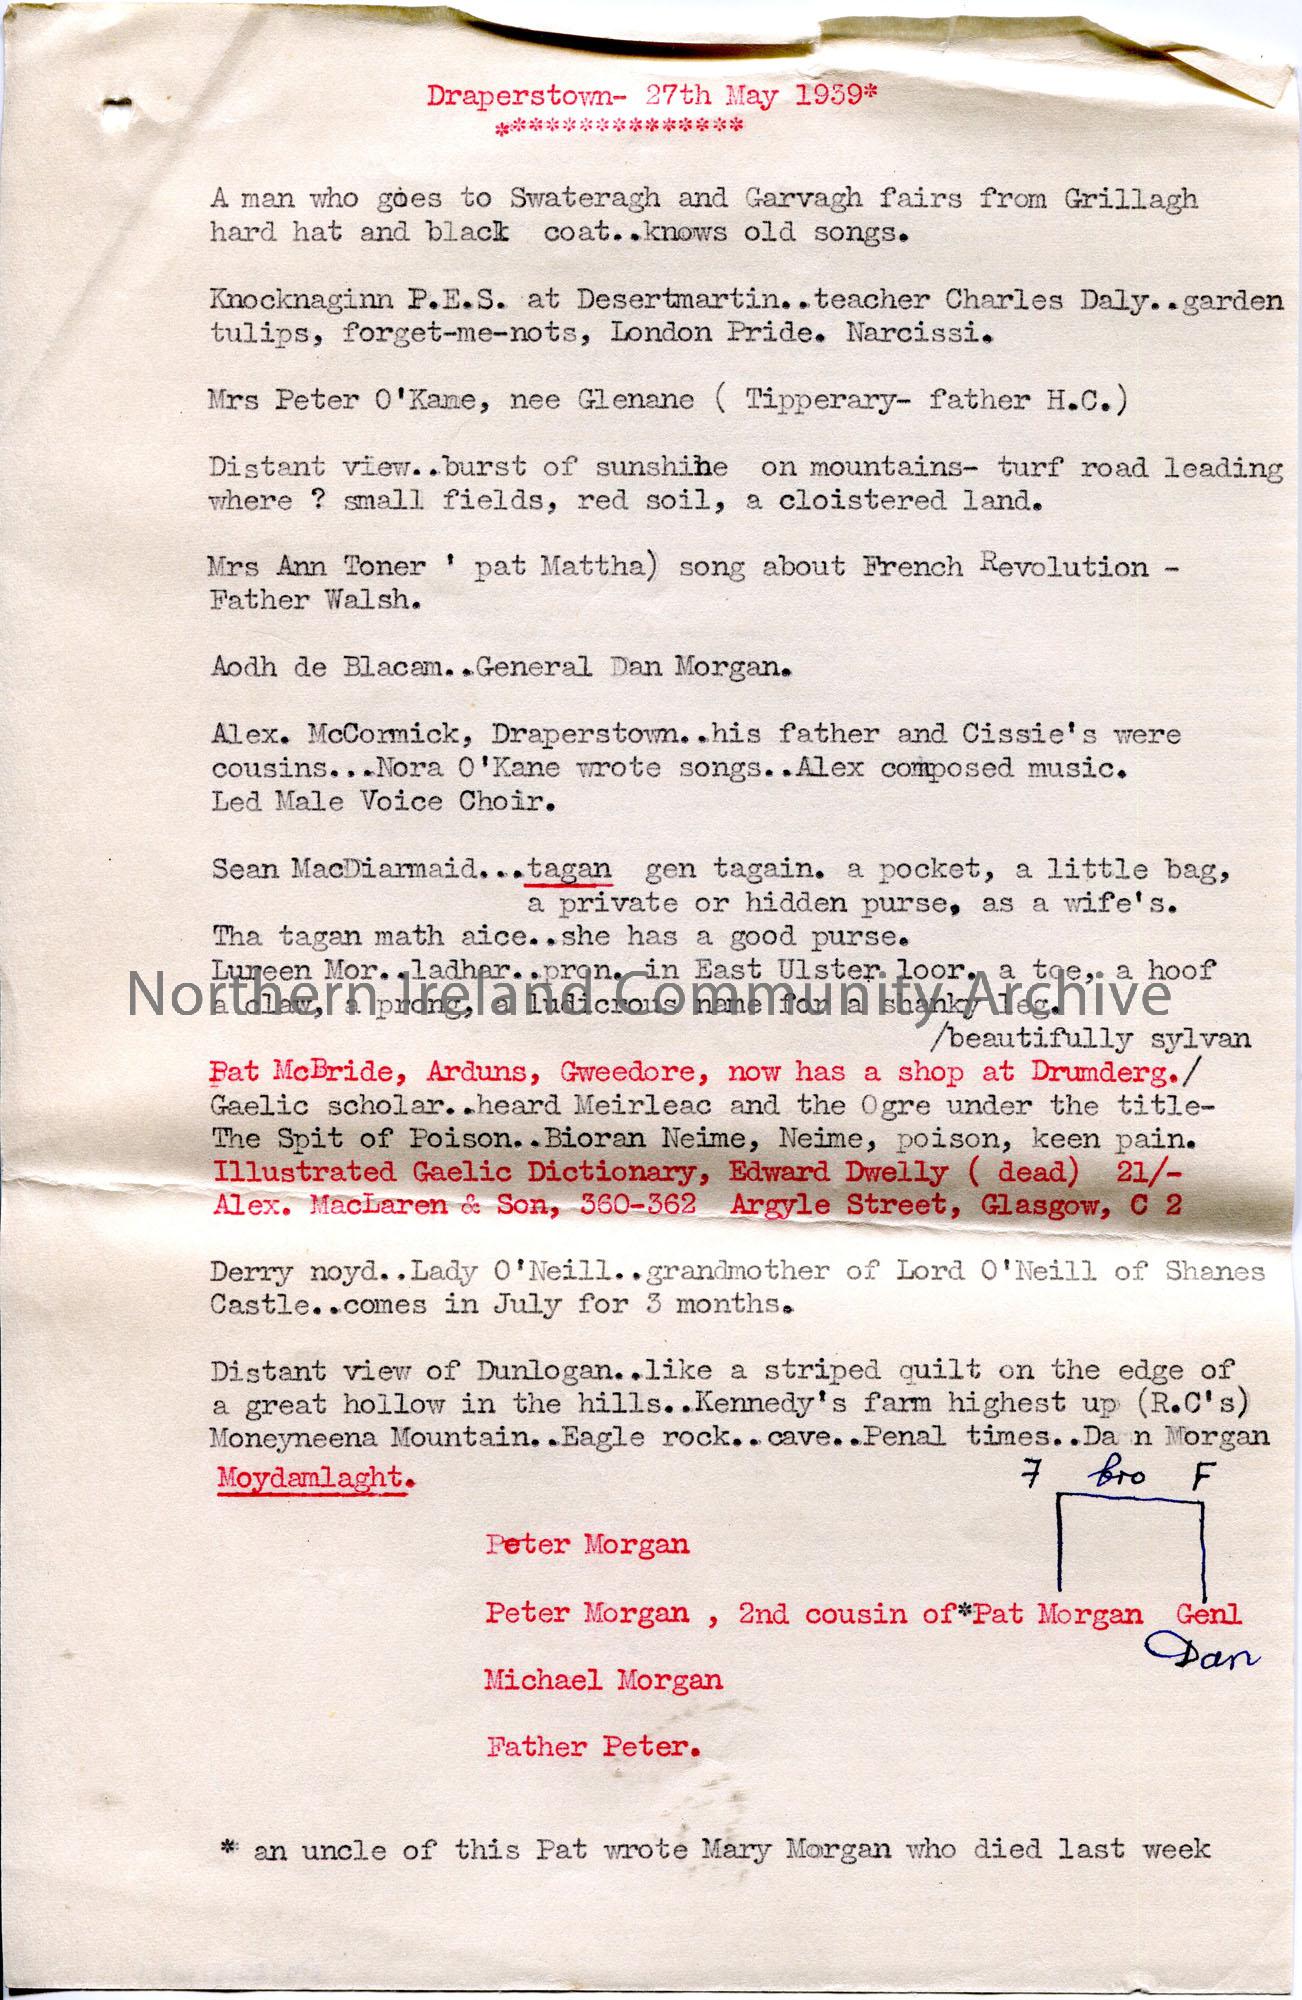 Draperstown- 27th May 1939*
***************
A man who goes to Swateragh and Garvagh fairs from Grillagh
hard hat and black coat..knows old songs.
Knocknaginn P.E.S. at Desertmartin..teacher Charles Daly..garden
tulips, forget-me-nots, London Pride. Narcissi.
Mrs Peter O'Kane, nee Glenane ( Tipperary- father H.C.)
Distant view..burst of sunshine on mountains- turf road leading
where ? small fields, red soil, a cloistered land.
Mrs Ann Toner ' pat Mattha) song about French Revolution -
Father Walsh.
Aodh de Blacam..General Dan Morgan.
Alex. McCormick, Draperstown..his father and Cissie's were
cousins...Nora O'Kane wrote songs..Alex composed music.
Led Male Voice Choir.
Sean MacDiarmaid...tagan gen tagain. a pocket, a little bag,
a private or hidden purse, as a wife's.
Tha tagan math aice..she has a good purse.
Lureen Mor..ladhar..pron. in East Ulster loor. a toe, a hoof
Northern Ireland Community Archive
a claw, a prong, a ludicrous name for a shanky leg.
/beautifully sylvan
Pat McBride, Arduns, Gweedore, now has a shop at Drumderg./
Gaelic scholar..heard Meirleac and the Ogre under the title-
The Spit of Poison..Bioran Neime, Neime, poison, keen pain.
Illustrated Gaelic Dictionary, Edward Dwelly ( dead) 21/-
Alex. MacLaren & Son, 360-362 Argyle Street, Glasgow, C 2
Derry noyd..Lady O'Neill..grandmother of Lord O'Neill of Shanes
Castle..comes in July for 3 months.
Distant view of Dunlogan..like a striped quilt on the edge of
a great hollow in the hills..Kennedy's farm highest up (R.C's)
Moneyneena Mountain..Eagle rock..cave..Penal times..Da n Morgan
Moydamlaght.
F bro F
Peter Morgan
Peter Morgan , 2nd cousin of*Pat Morgan Genl
Dan
Michael Morgan
Father Peter.
* an uncle of this Pat wrote Mary Morgan who died last week